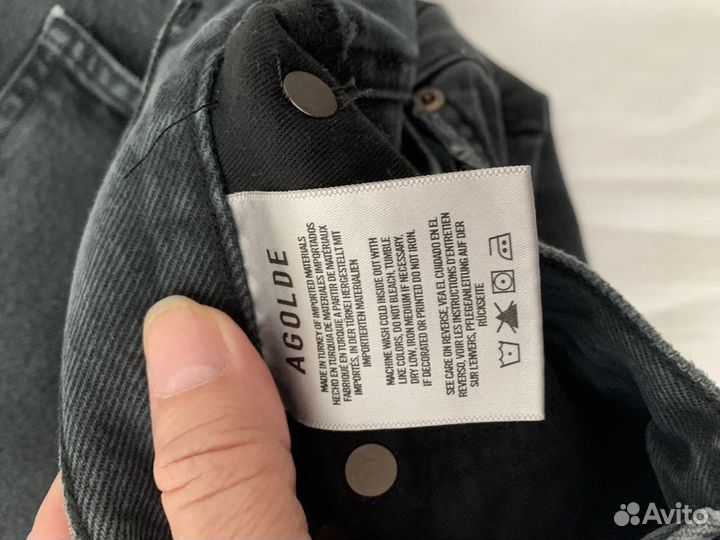 AGOLDE
MADE IN TURKEY OF IMPORTED MATERIALS
HECHO EN TURQUIA DE MATERIALES IMPORTADOS
FABRIQUÉ EN TURQUIE A PARTIR DE MATÉRIAUX
IMPORTÉS, IN DER TÜRKEI HERGESTELLT MIT
IMPORTIERTEN MATERIALIEN
MACHINE WASH COLD INSIDE OUT WITH
LIKE COLORS, DO NOT BLEACH, TUMBLE
DRY LOW, IRON MEDIUM IF NECESSARY,
IF DECORATED OR PRINTED DO NOT IRON.
SEE CARE ON REVERSE, VEA EL CUIDADO EN EL
REVERSO, VOIR LES INSTRUCTIONS D'ENTRETIEN
SUR L'ENVERS, PFLEGEANLEITUNG AUF DER
RÜCKSEITE
Avito